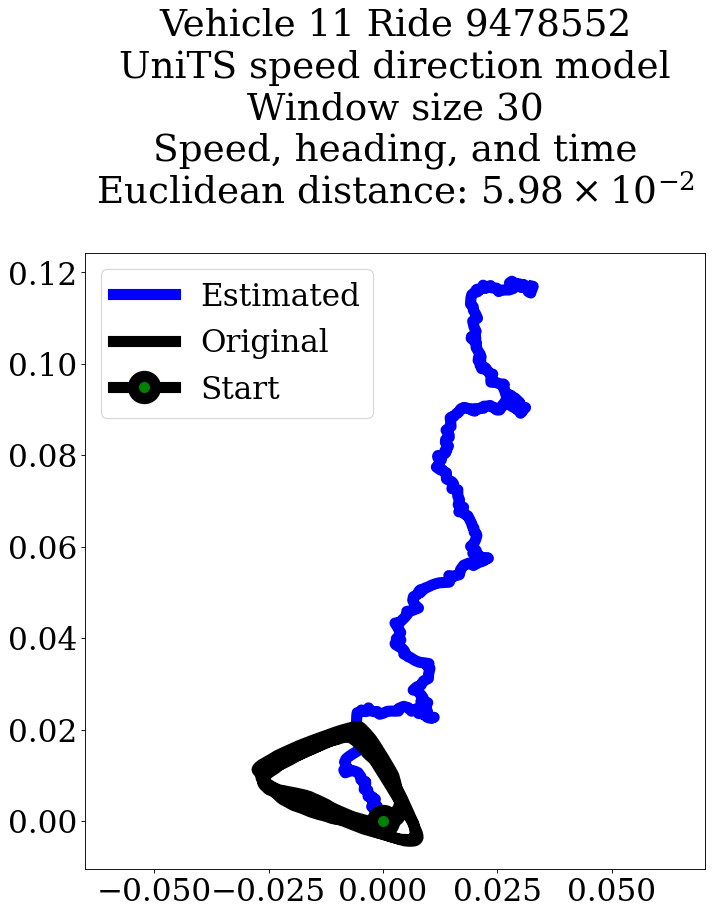 Vehicle 11 Ride 9478552
UniTS speed direction model
Window size 30
Speed, heading, and time
Euclidean distance: 5.98 × 10⁻²
0.12
0.10
0.08
0.06
0.04
0.02
0.00
Estimated
Original
Start
−0.050 −0.025 0.000 0.025 0.050